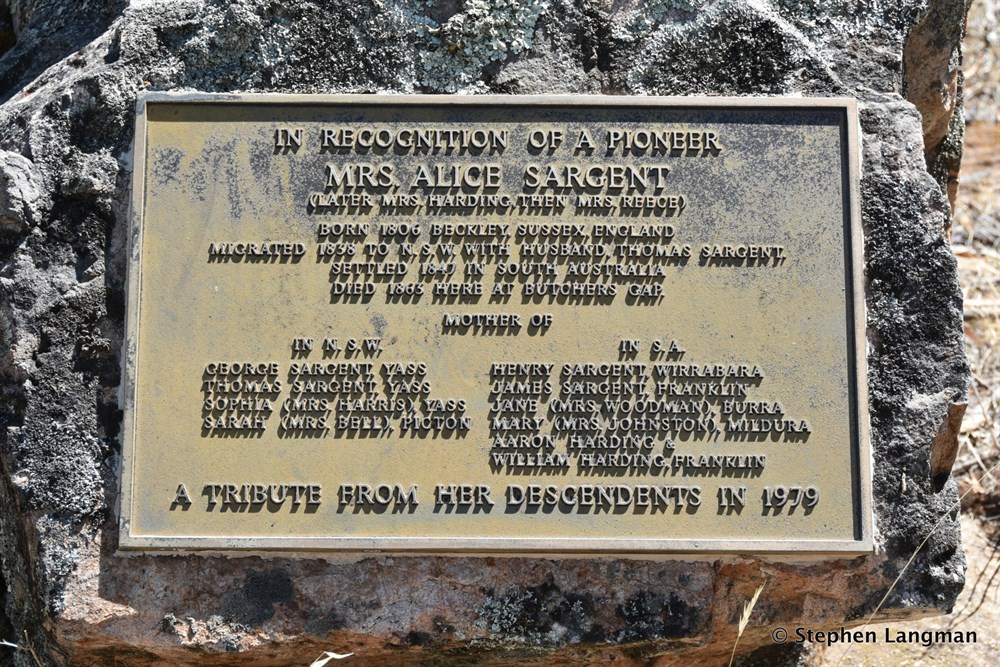 IN RECOGNITION OF A PIONEER
MRS. ALICE SARGENT
(LATER MRS. HARDING, THEN MRS. REECE)
BORN 1806 BECKLEY, SUSSEX, ENGLAND
MIGRATED 1838 TO N.S.W. WITH HUSBAND, THOMAS SARGENT,
SETTLED 1847 IN SOUTH AUSTRALIA
DIED 1863 HERE AT BUTCHERS GAP,
MOTHER OF
IN N.S.W.
GEORGE SARGENT, YASS
THOMAS SARGENT, YASS
SOPHIA (MRS. HARRIS), YASS
SARAH (MRS. BELL), PICTON
IN S.A.
HENRY SARGENT, WIRRABARA
JAMES SARGENT, FRANKLIN
JANE (MRS. WOODMAN), BURRA
MARY (MRS. JOHNSTON), MILDURA
AARON HARDING &
WILLIAM HARDING, FRANKLIN
A TRIBUTE FROM HER DESCENDENTS IN 1979
© Stephen Langman